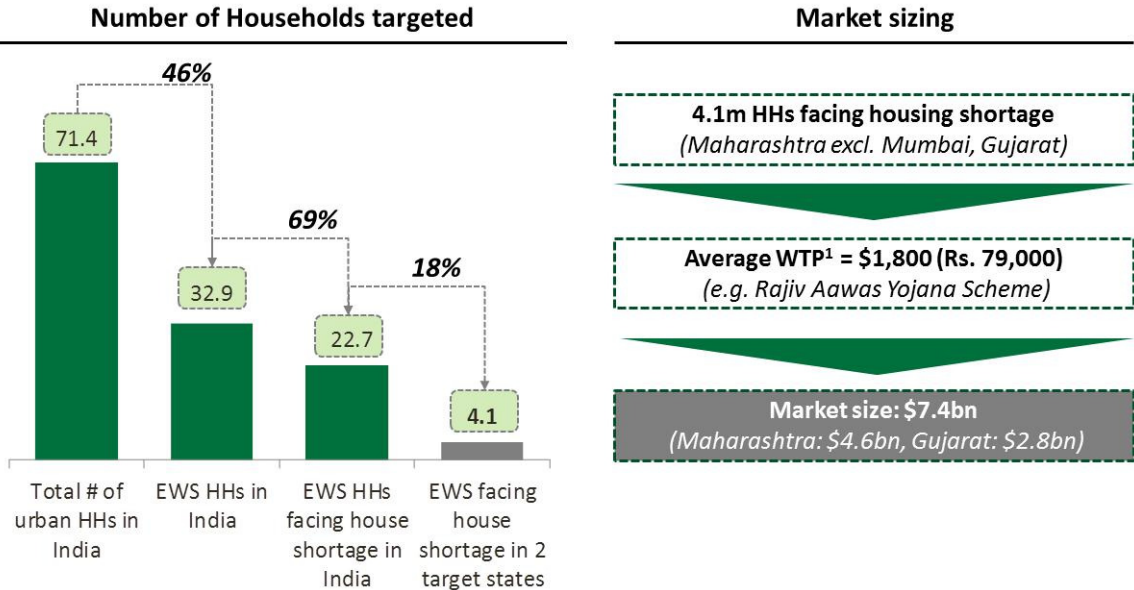 Number of Households targeted
46%
71.4
69%
32.9
18%
22.7
4.1
Total # of
urban HHs in
India
EWS HHs in
India
EWS HHs
facing house
shortage in
India
EWS facing
house
shortage in 2
target states
Market sizing
4.1m HHs facing housing shortage
(Maharashtra excl. Mumbai, Gujarat)
Average WTP¹ = $1,800 (Rs. 79,000)
(e.g. Rajiv Aawas Yojana Scheme)
Market size: $7.4bn
(Maharashtra: $4.6bn, Gujarat: $2.8bn)